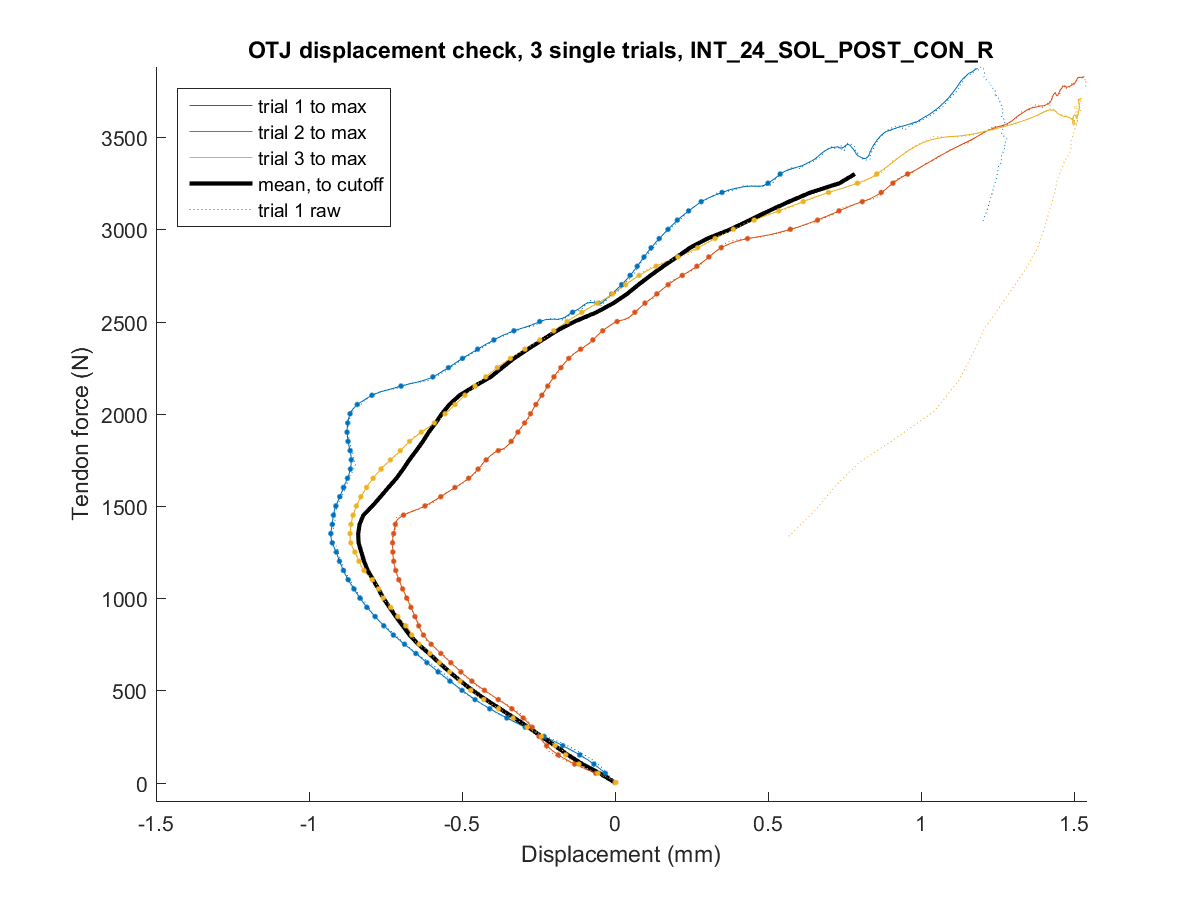 OTJ displacement check, 3 single trials, INT_24_SOL_POST_CON_R
trial 1 to max
trial 2 to max
trial 3 to max
mean, to cutoff
trial 1 raw
3500
3000
2500
2000
1500
1000
500
0
Tendon force (N)
-1.5
-1
-0.5
0
0.5
1
1.5
Displacement (mm)